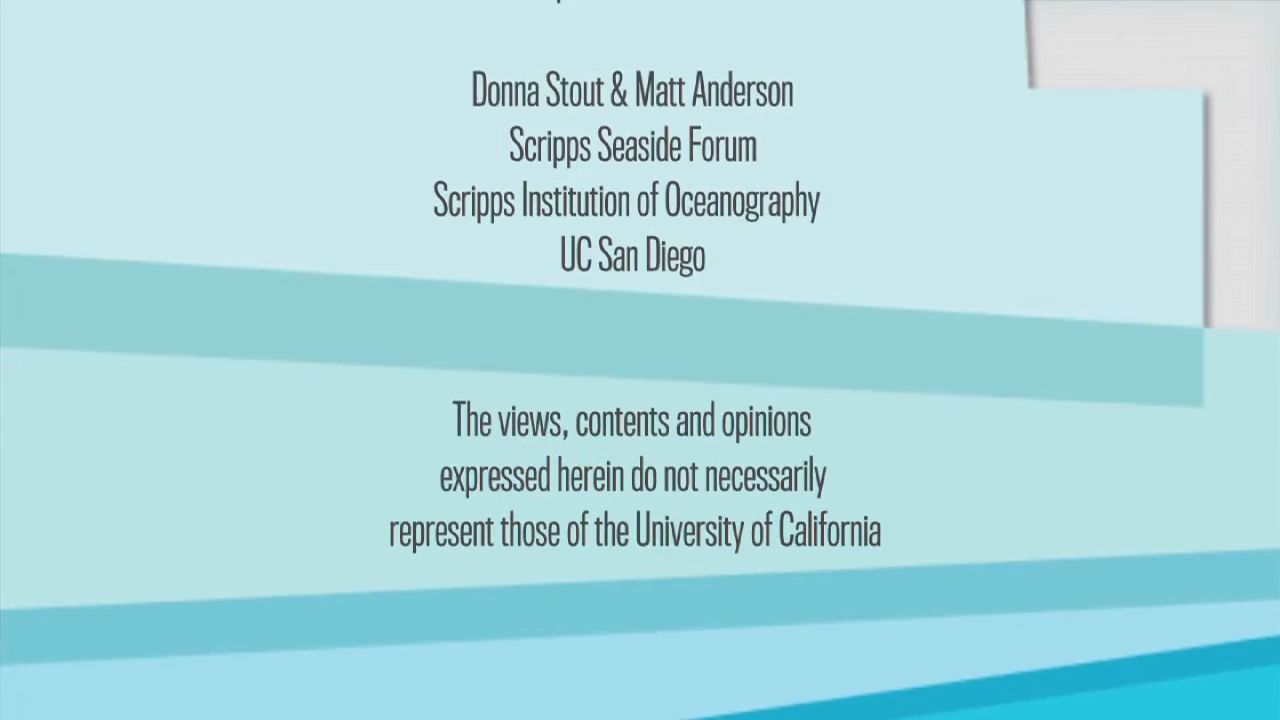 Donna Stout & Matt Anderson
Scripps Seaside Forum
Scripps Institution of Oceanography
UC San Diego
The views, contents and opinions
expressed herein do not necessarily
represent those of the University of California